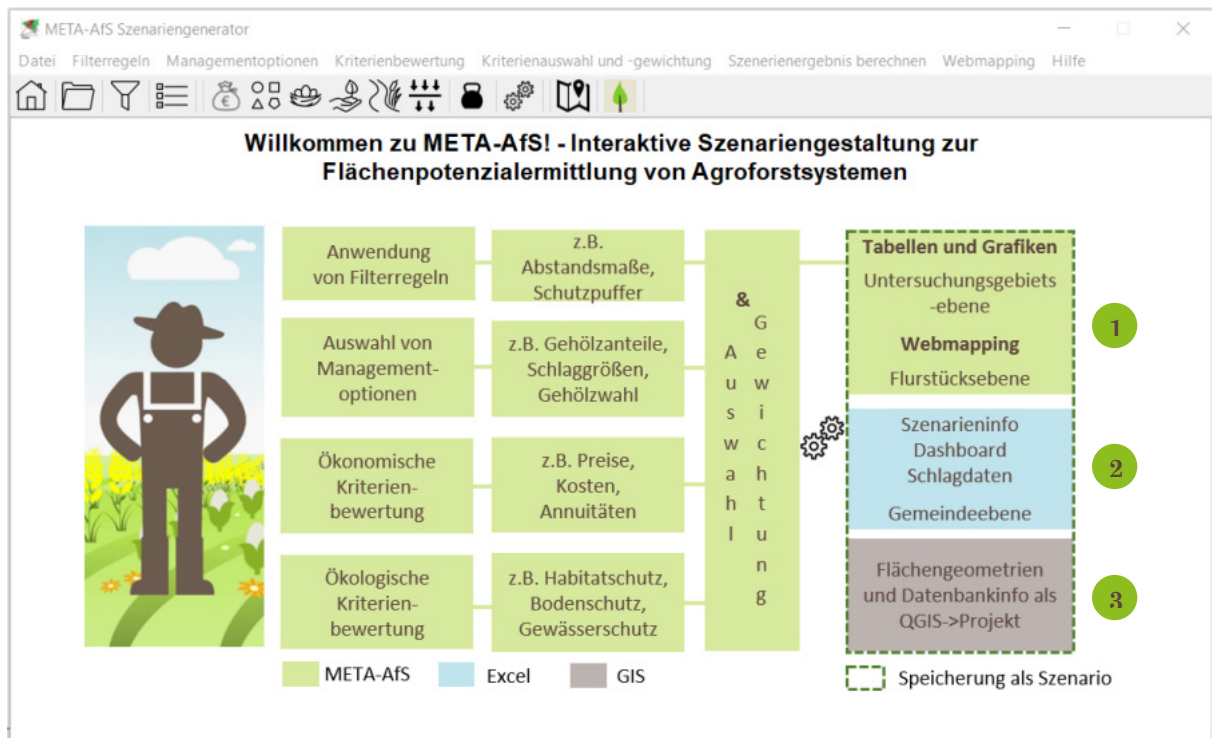 META-AfS Szenariengenerator
Datei Filterregeln Managementoptionen Kriterienbewertung Kriterienauswahl und -gewichtung Szenerienergebnis berechnen Webmapping Hilfe
€
Willkommen zu META-AfS! - Interaktive Szenariengestaltung zur
Flächenpotenzialermittlung von Agroforstsystemen
Anwendung
von Filterregeln
z.B.
Abstandsmaße,
Schutzpuffer
Auswahl von
Management-
optionen
z.B. Gehölzanteile,
Schlaggrößen,
Gehölzwahl
Ökonomische
Kriterien-
bewertung
z.B. Preise,
Kosten,
Annuitäten
Ökologische
Kriterien-
bewertung
z.B. Habitatschutz,
Bodenschutz,
Gewässerschutz
Auswahl
&
Gewichtung
Tabellen und Grafiken
Untersuchungsgebiets
-ebene
Webmapping
Flurstücksebene
1
Szenarieninfo
Dashboard
Schlagdaten
Gemeindeebene
2
Flächengeometrien
und Datenbankinfo als
QGIS->Projekt
3
META-AfS
Excel
GIS
Speicherung als Szenario